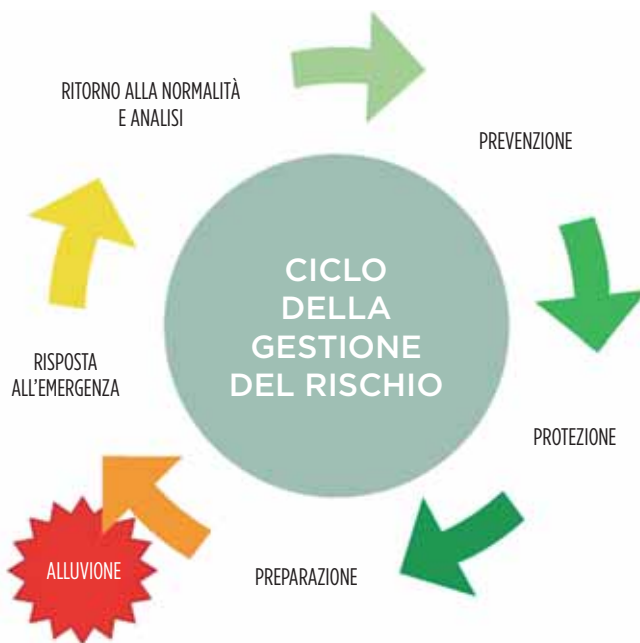 RITORNO ALLA NORMALITÀ
E ANALISI
PREVENZIONE
CICLO
DELLA
GESTIONE
DEL RISCHIO
RISPOSTA
ALL'EMERGENZA
PROTEZIONE
ALLUVIONE
PREPARAZIONE